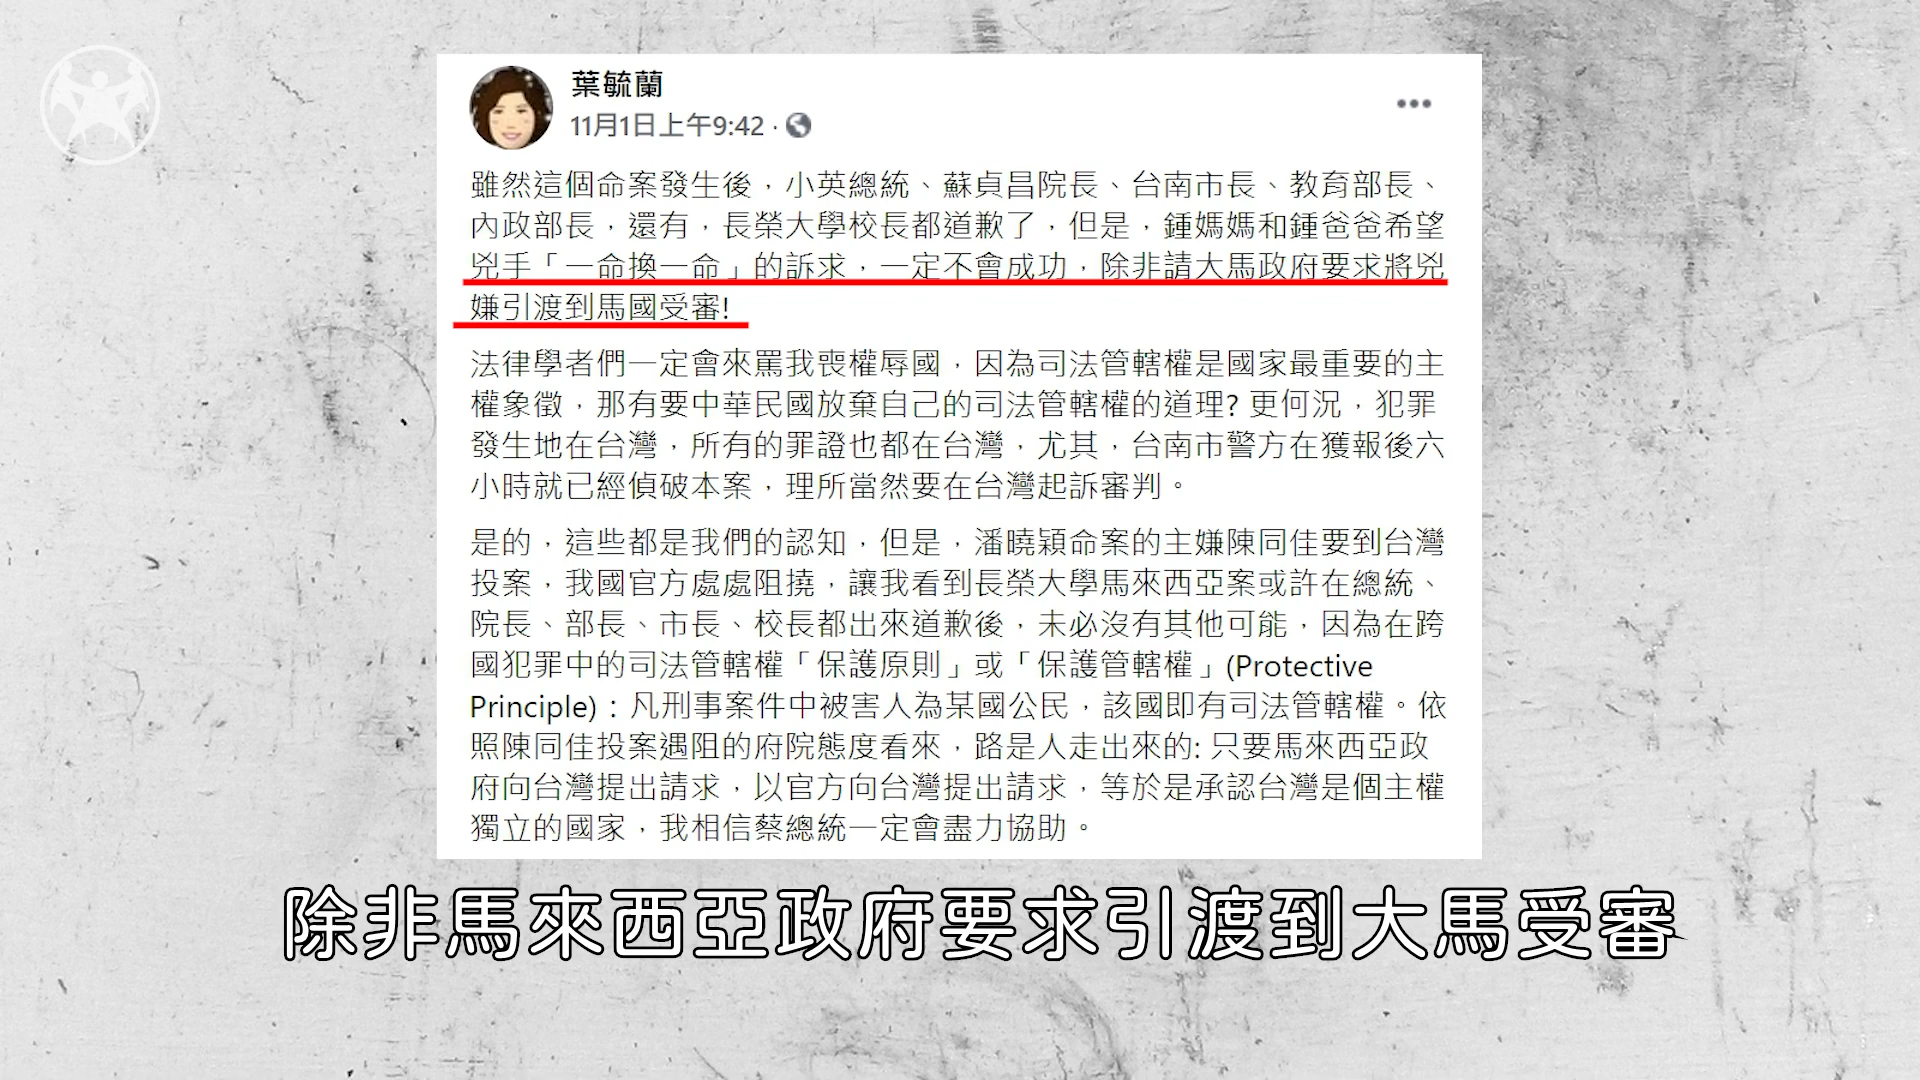 葉毓蘭
11月1日上午9:42 ·
雖然這個命案發生後，小英總統、蘇貞昌院長、台南市長、教育部長、
內政部長，還有，長榮大學校長都道歉了，但是，鍾媽媽和鍾爸爸希望
兇手「一命換一命」的訴求，一定不會成功，除非請大馬政府要求將兇
嫌引渡到馬國受審!
法律學者們一定會來罵我喪權辱國，因為司法管轄權是國家最重要的主
權象徵，那有要中華民國放棄自己的司法管轄權的道理? 更何況，犯罪
發生地在台灣，所有的罪證也都在台灣，尤其，台南市警方在獲報後六
小時就已經偵破本案，理所當然要在台灣起訴審判。
是的，這些都是我們的認知，但是，潘曉穎命案的主嫌陳同佳要到台灣
投案，我國官方處處阻撓，讓我看到長榮大學馬來西亞案或許在總統、
院長、部長、市長、校長都出來道歉後，未必沒有其他可能，因為在跨
國犯罪中的司法管轄權「保護原則」或「保護管轄權」(Protective
Principle)：凡刑事案件中被害人為某國公民，該國即有司法管轄權。依
照陳同佳投案遇阻的府院態度看來，路是人走出來的: 只要馬來西亞政
府向台灣提出請求，以官方向台灣提出請求，等於是承認台灣是個主權
獨立的國家，我相信蔡總統一定會盡力協助。
除非馬來西亞政府要求引渡到大馬受審